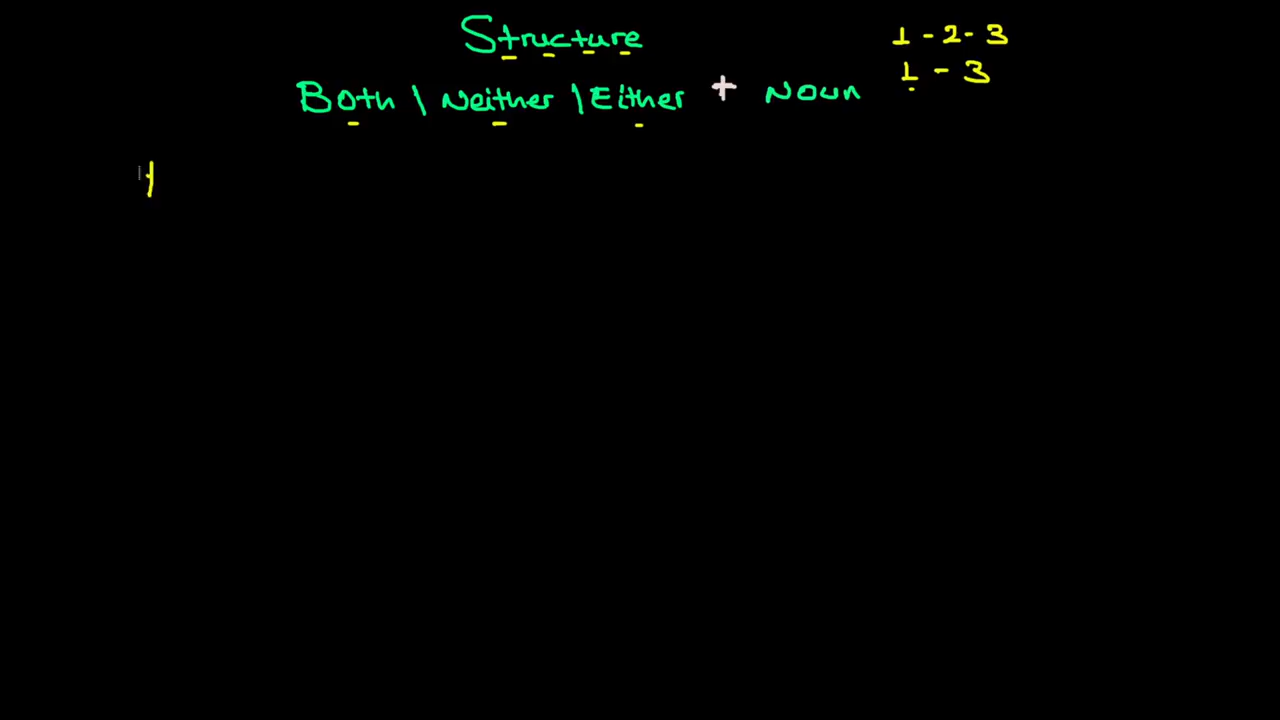 Structure
1 - 2 - 3
1 - 3
Both \ Neither \ Either + Noun